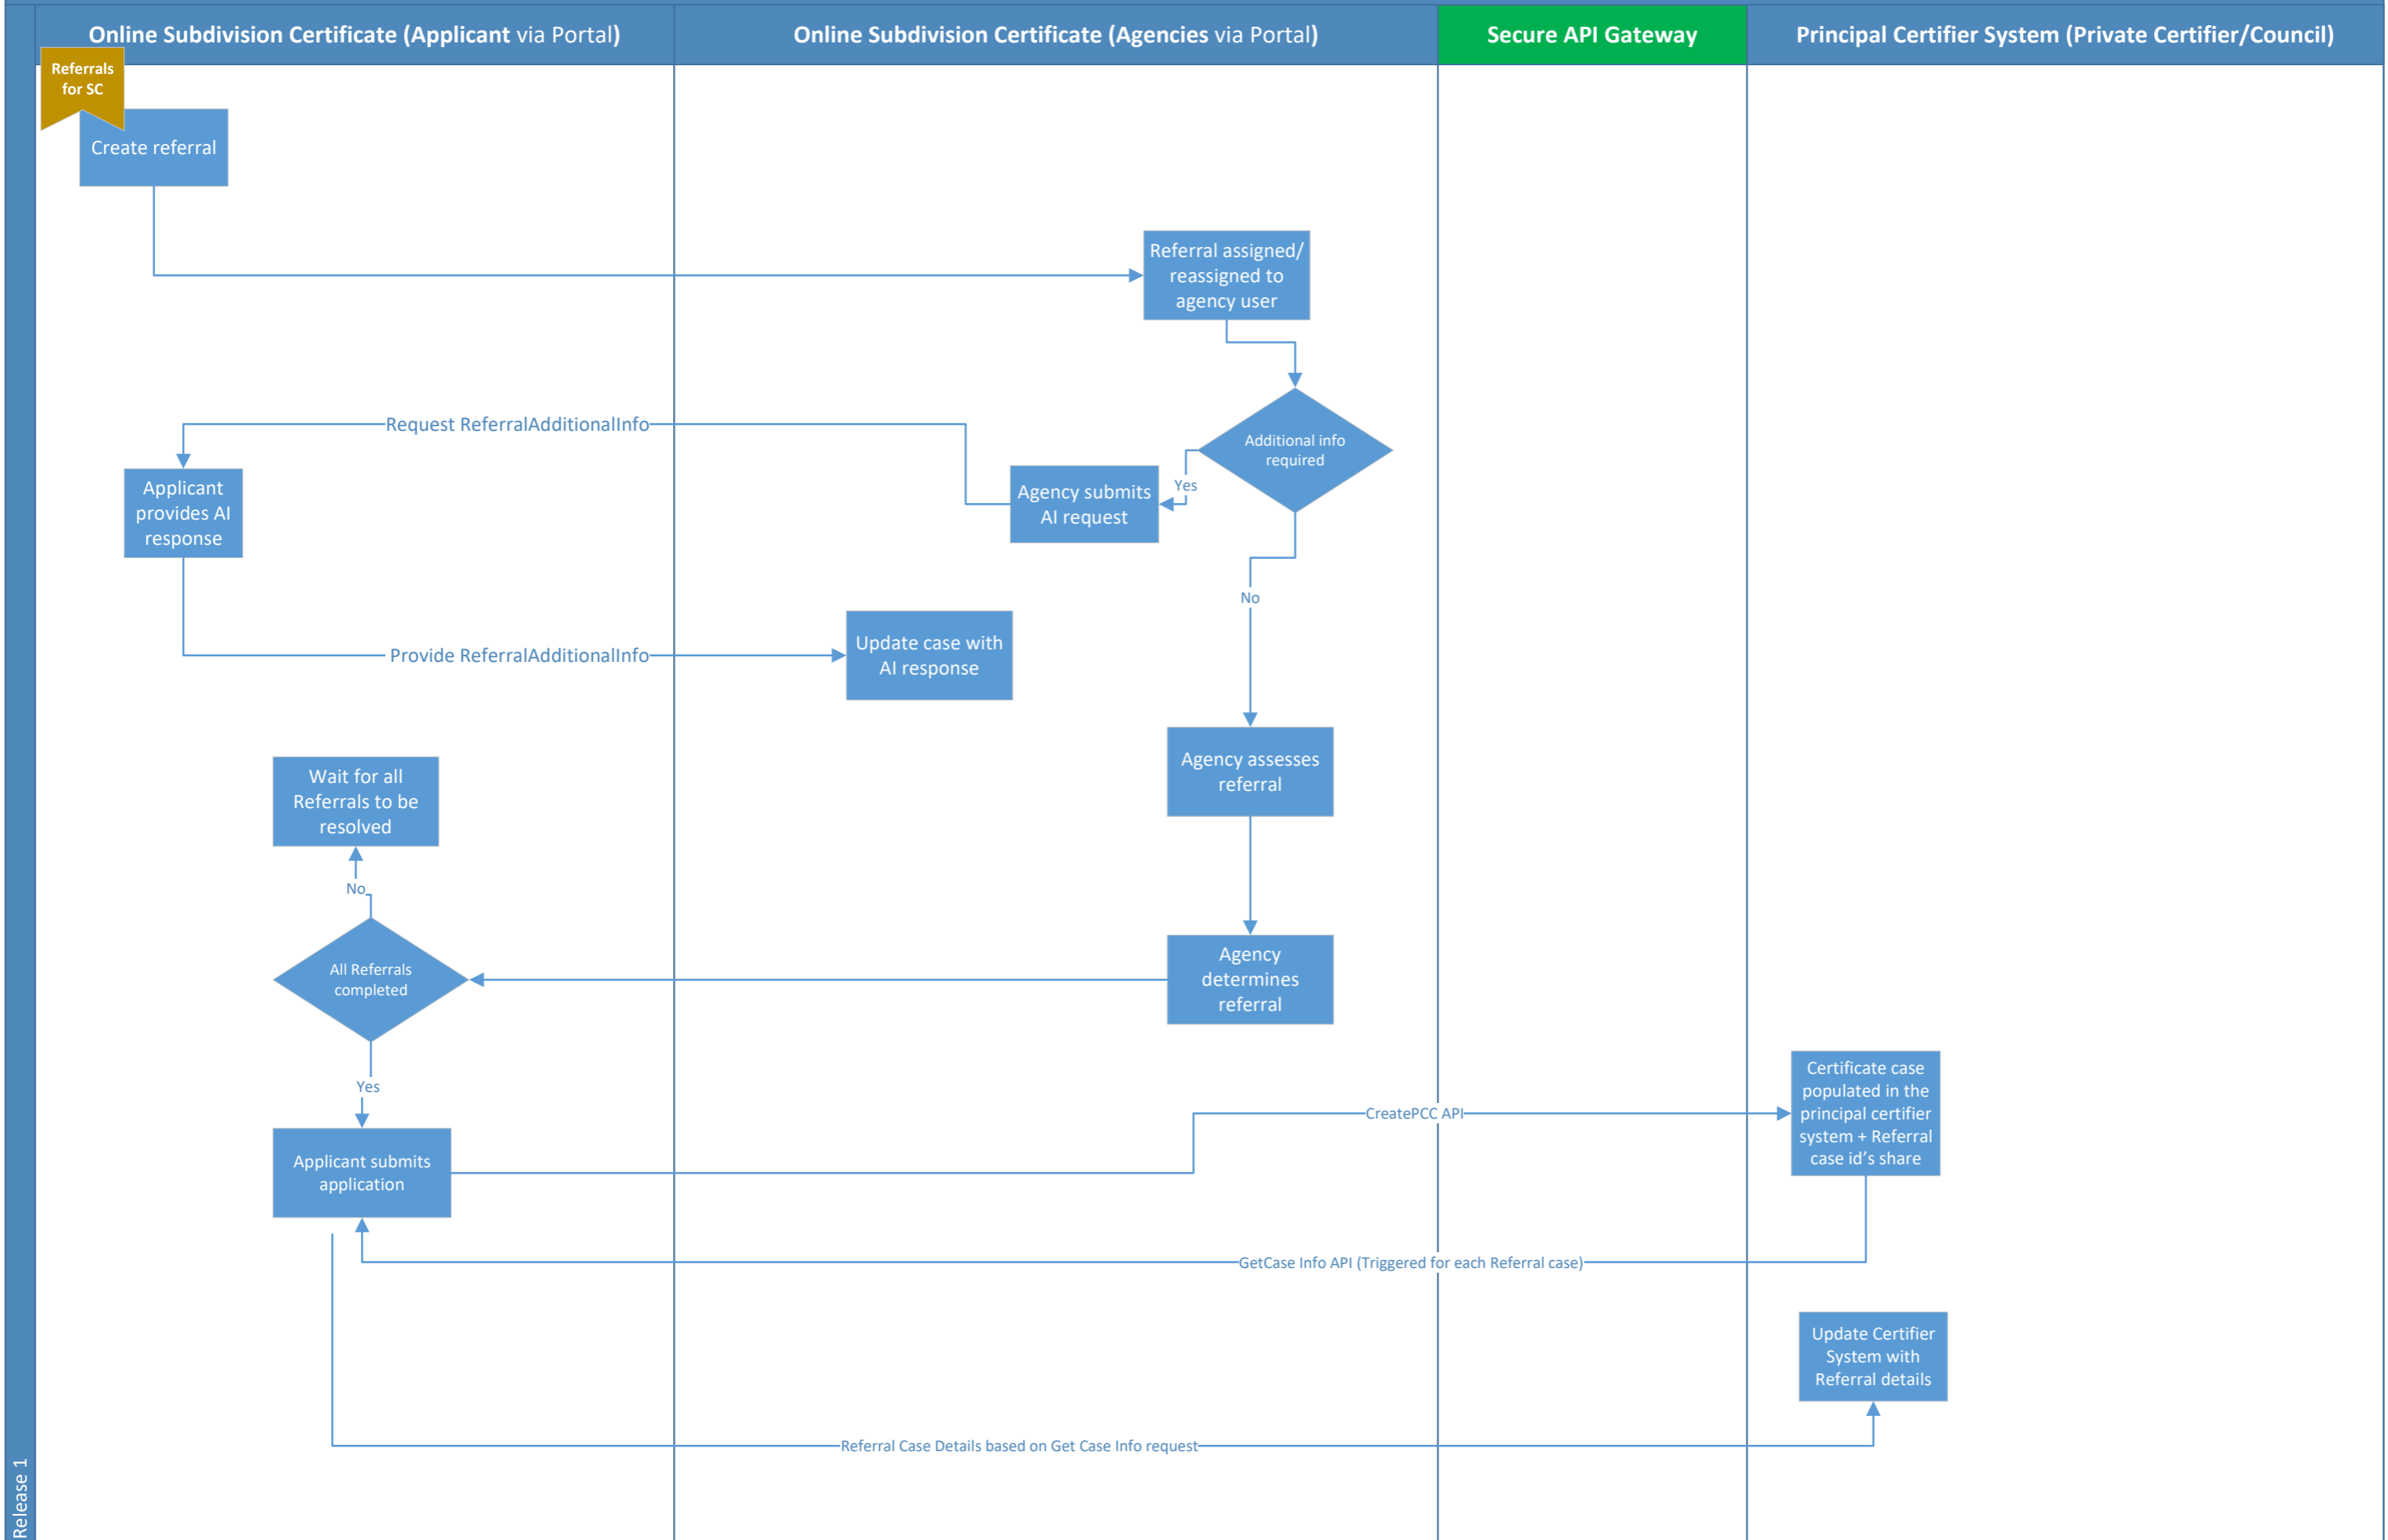 Online Subdivision Certificate (Applicant via Portal)
Online Subdivision Certificate (Agencies via Portal)
Secure API Gateway
Principal Certifier System (Private Certifier/Council)
Referrals
for SC
Create referral
Referral assigned/
reassigned to
agency user
Request ReferralAdditionalInfo
Additional info
required
Yes
Agency submits
AI request
Applicant
provides AI
response
No
Provide ReferralAdditionalInfo
Update case with
AI response
Agency assesses
referral
Wait for all
Referrals to be
resolved
No
All Referrals
completed
Agency
determines
referral
Yes
Applicant submits
application
CreatePCC API
Certificate case
populated in the
principal certifier
system + Referral
case id’s share
GetCase Info API (Triggered for each Referral case)
Update Certifier
System with
Referral details
Referral Case Details based on Get Case Info request
Release 1